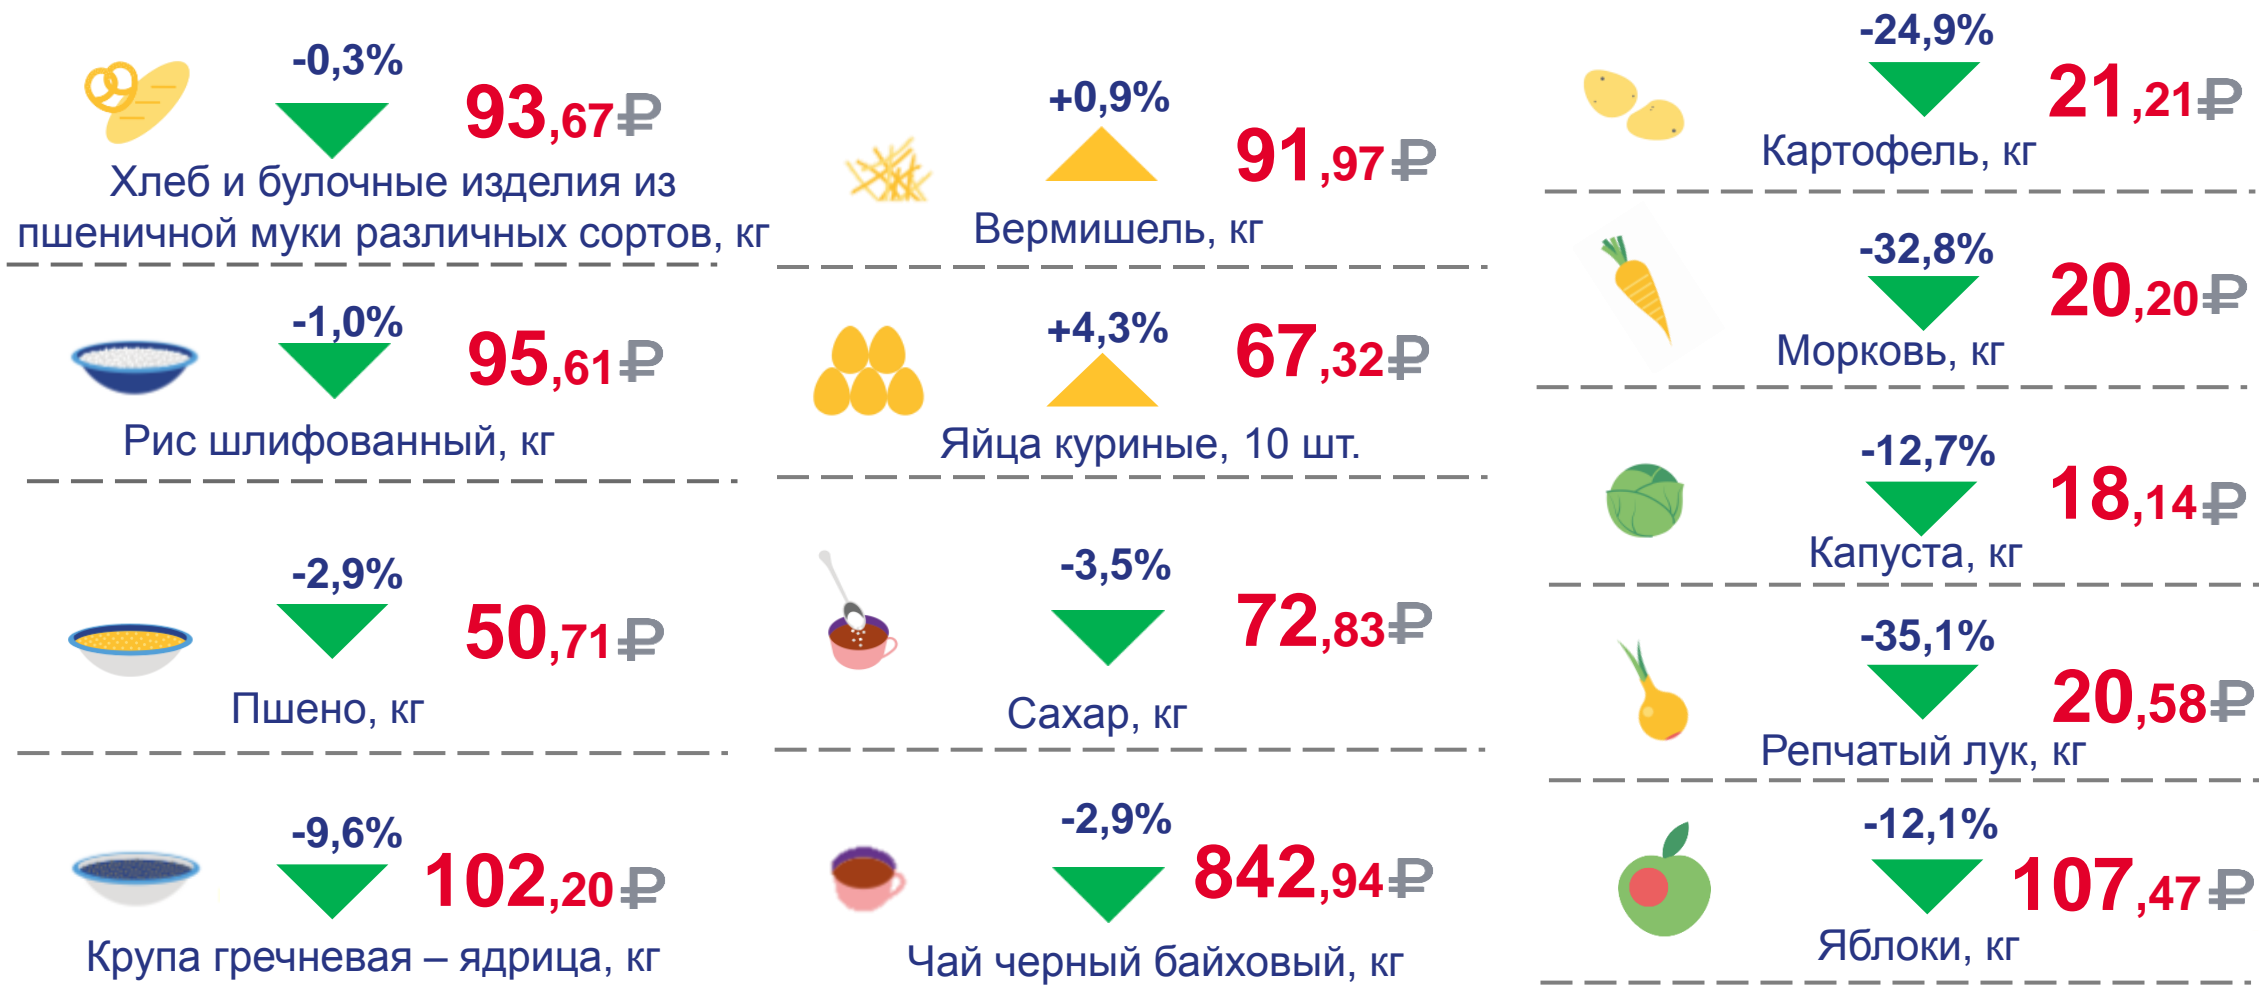 -0,3%
93,67₽
Хлеб и булочные изделия из
пшеничной муки различных сортов, кг
-1,0%
95,61₽
Рис шлифованный, кг
-2,9%
50,71₽
Пшено, кг
-9,6%
102,20₽
Крупа гречневая – ядрица, кг
+0,9%
91,97₽
Вермишель, кг
+4,3%
67,32₽
Яйца куриные, 10 шт.
-3,5%
72,83₽
Сахар, кг
-2,9%
842,94₽
Чай черный байховый, кг
-24,9%
21,21₽
Картофель, кг
-32,8%
20,20₽
Морковь, кг
-12,7%
18,14₽
Капуста, кг
-35,1%
20,58₽
Репчатый лук, кг
-12,1%
107,47₽
Яблоки, кг